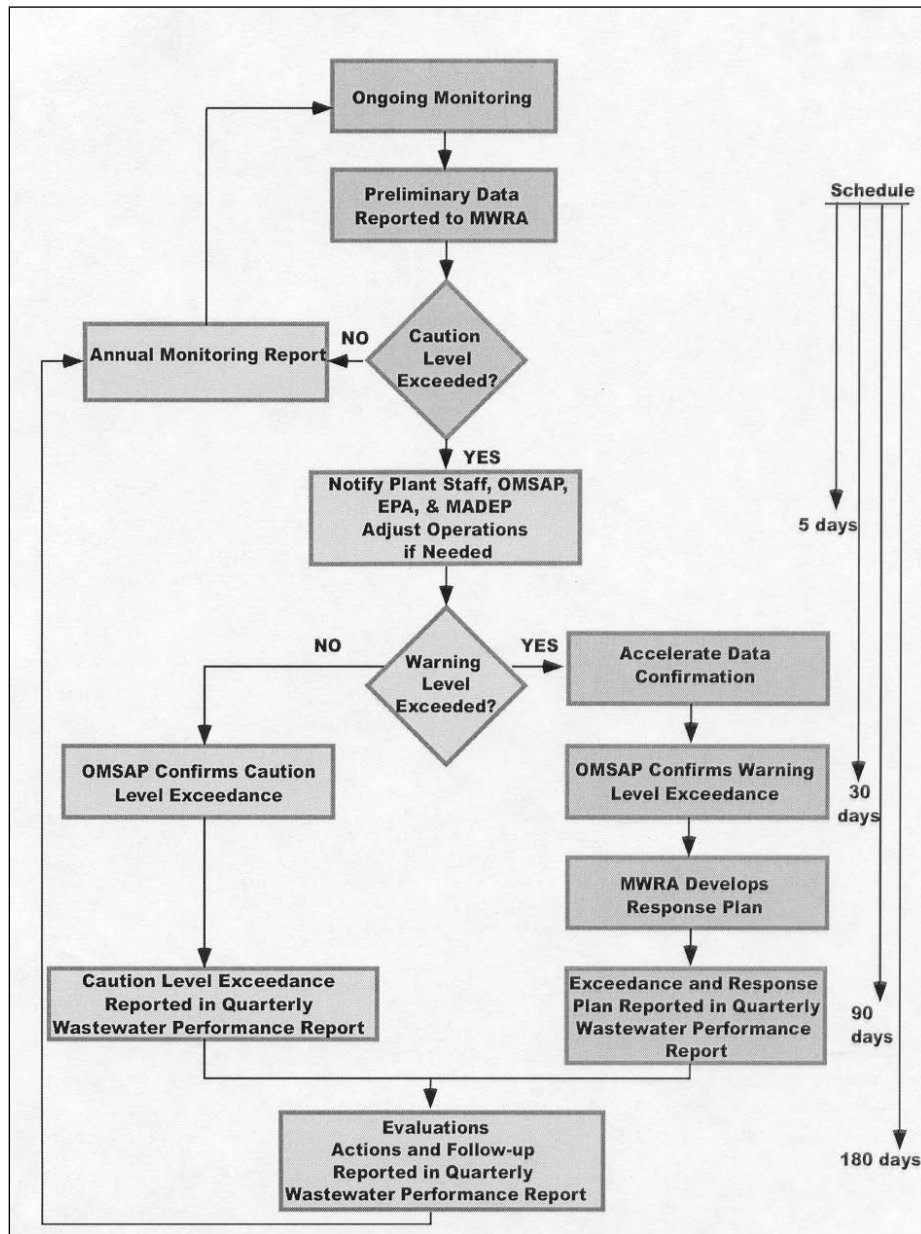 Ongoing Monitoring
Preliminary Data
Reported to MWRA
Schedule
Caution
Level
Exceeded?
NO
Annual Monitoring Report
YES
Notify Plant Staff, OMSAP,
EPA, & MADEP
Adjust Operations
if Needed
5 days
Warning
Level
Exceeded?
NO
YES
Accelerate Data
Confirmation
OMSAP Confirms Caution
Level Exceedance
OMSAP Confirms Warning
Level Exceedance
30
days
MWRA Develops
Response Plan
Caution Level Exceedance
Reported in Quarterly
Wastewater Performance Report
Exceedance and Response
Plan Reported in Quarterly
Wastewater Performance
Report
90
days
Evaluations
Actions and Follow-up
Reported in Quarterly
Wastewater Performance Report
180 days